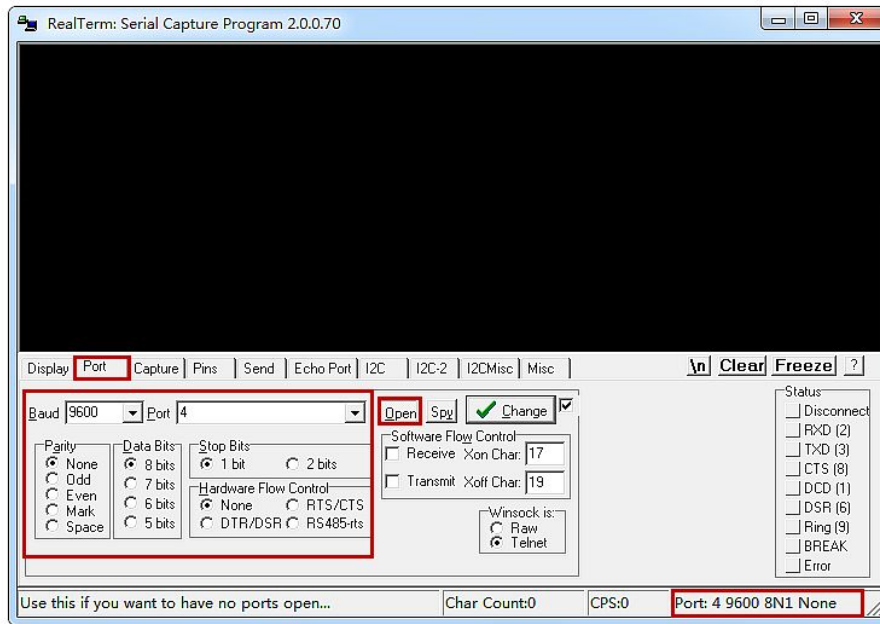 RealTerm: Serial Capture Program 2.0.0.70
Display Port Capture Pins Send Echo Port I2C I2C-2 I2CMisc Misc \n Clear Freeze ?
Baud 9600 Port 4 Open Spy Change
Parity
None
Odd
Even
Mark
Space
Data Bits
8 bits
7 bits
6 bits
5 bits
Stop Bits
1 bit 2 bits
Hardware Flow Control
None RTS/CTS
DTR/DSR RS485-rts
Software Flow Control
Receive Xon Char: 17
Transmit Xoff Char: 19
Winsock is:
Raw
Telnet
Status
Disconnect
RXD (2)
TXD (3)
CTS (8)
DCD (1)
DSR (6)
Ring (9)
BREAK
Error
Use this if you want to have no ports open... Char Count:0 CPS:0 Port: 4 9600 8N1 None